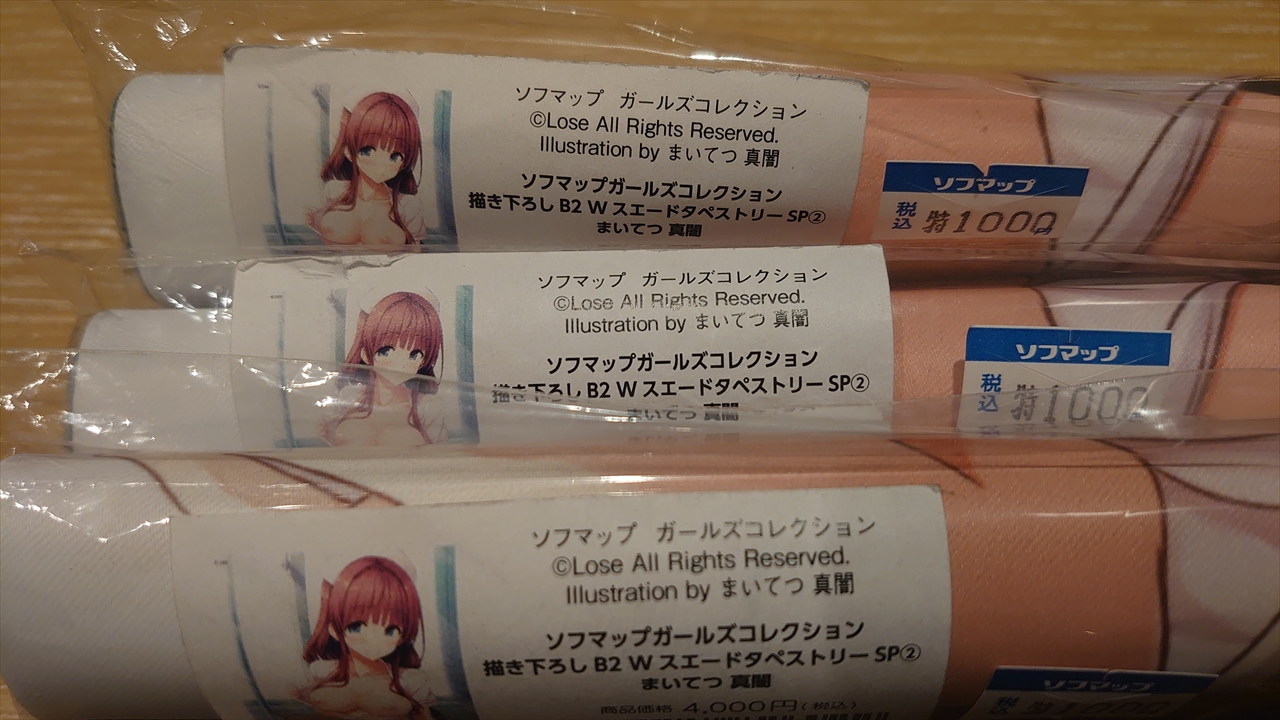 ソフマップ ガールズコレクション
©Lose All Rights Reserved.
Illustration by まいてつ 真闇
ソフマップガールズコレクション
描き下ろし B2 W スエードタペストリー SP②
まいてつ 真闇
ソフマップ
税込 特1000
ソフマップ ガールズコレクション
©Lose All Rights Reserved.
Illustration by まいてつ 真闇
ソフマップガールズコレクション
描き下ろし B2 W スエードタペストリー SP②
まいてつ 真闇
ソフマップ
税込 特1000
ソフマップ ガールズコレクション
©Lose All Rights Reserved.
Illustration by まいてつ 真闇
ソフマップガールズコレクション
描き下ろし B2 W スエードタペストリー SP②
まいてつ 真闇
商品価格 4,000円(税込)
ソフマップ
税